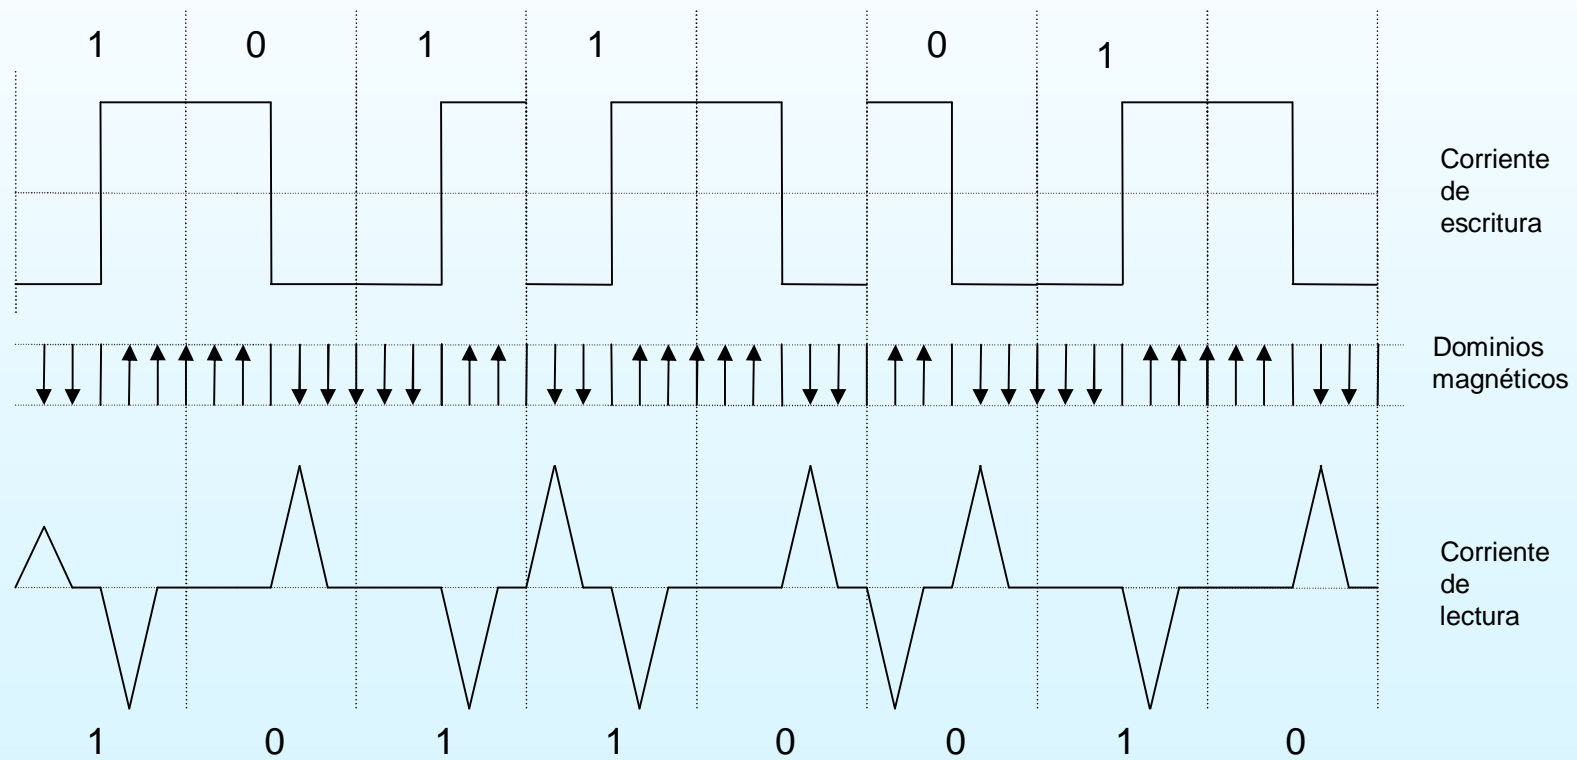 1 0 1 1 0 1
Corriente
de
escritura
Dominios
magnéticos
Corriente
de
lectura
1 0 1 1 0 0 1 0